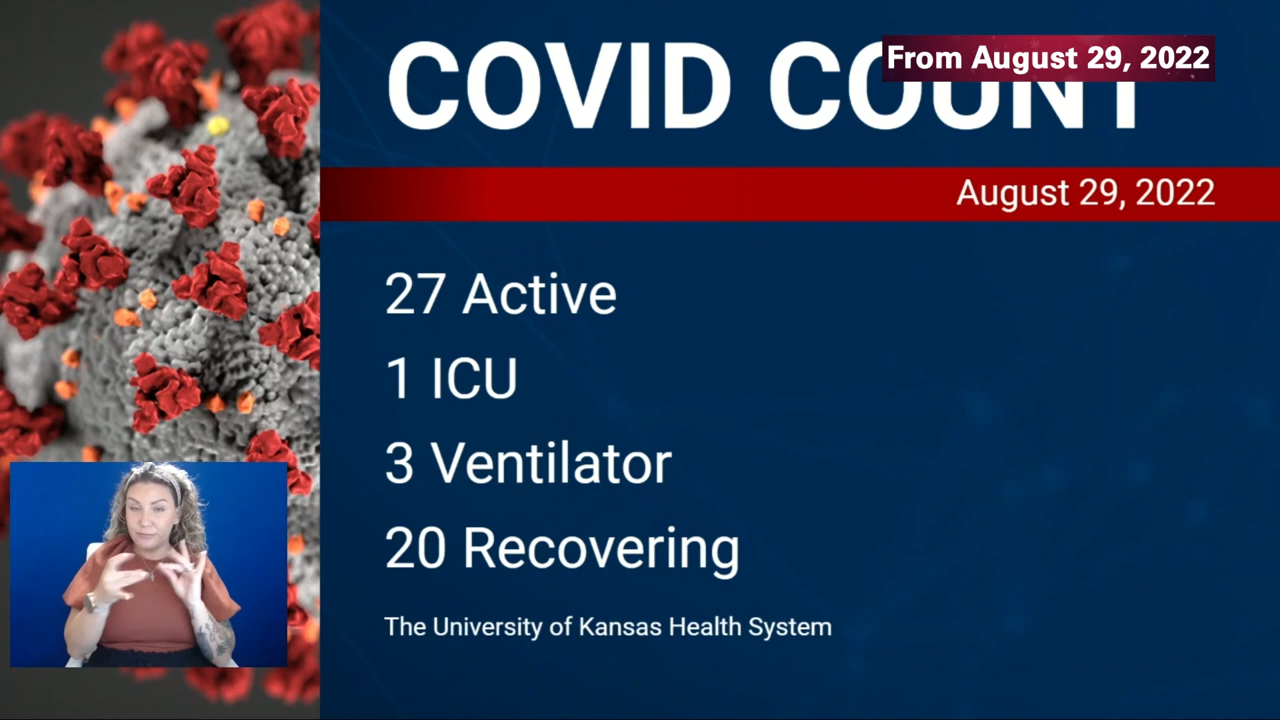 COVID COUNT
From August 29, 2022
August 29, 2022
27 Active
1 ICU
3 Ventilator
20 Recovering
The University of Kansas Health System